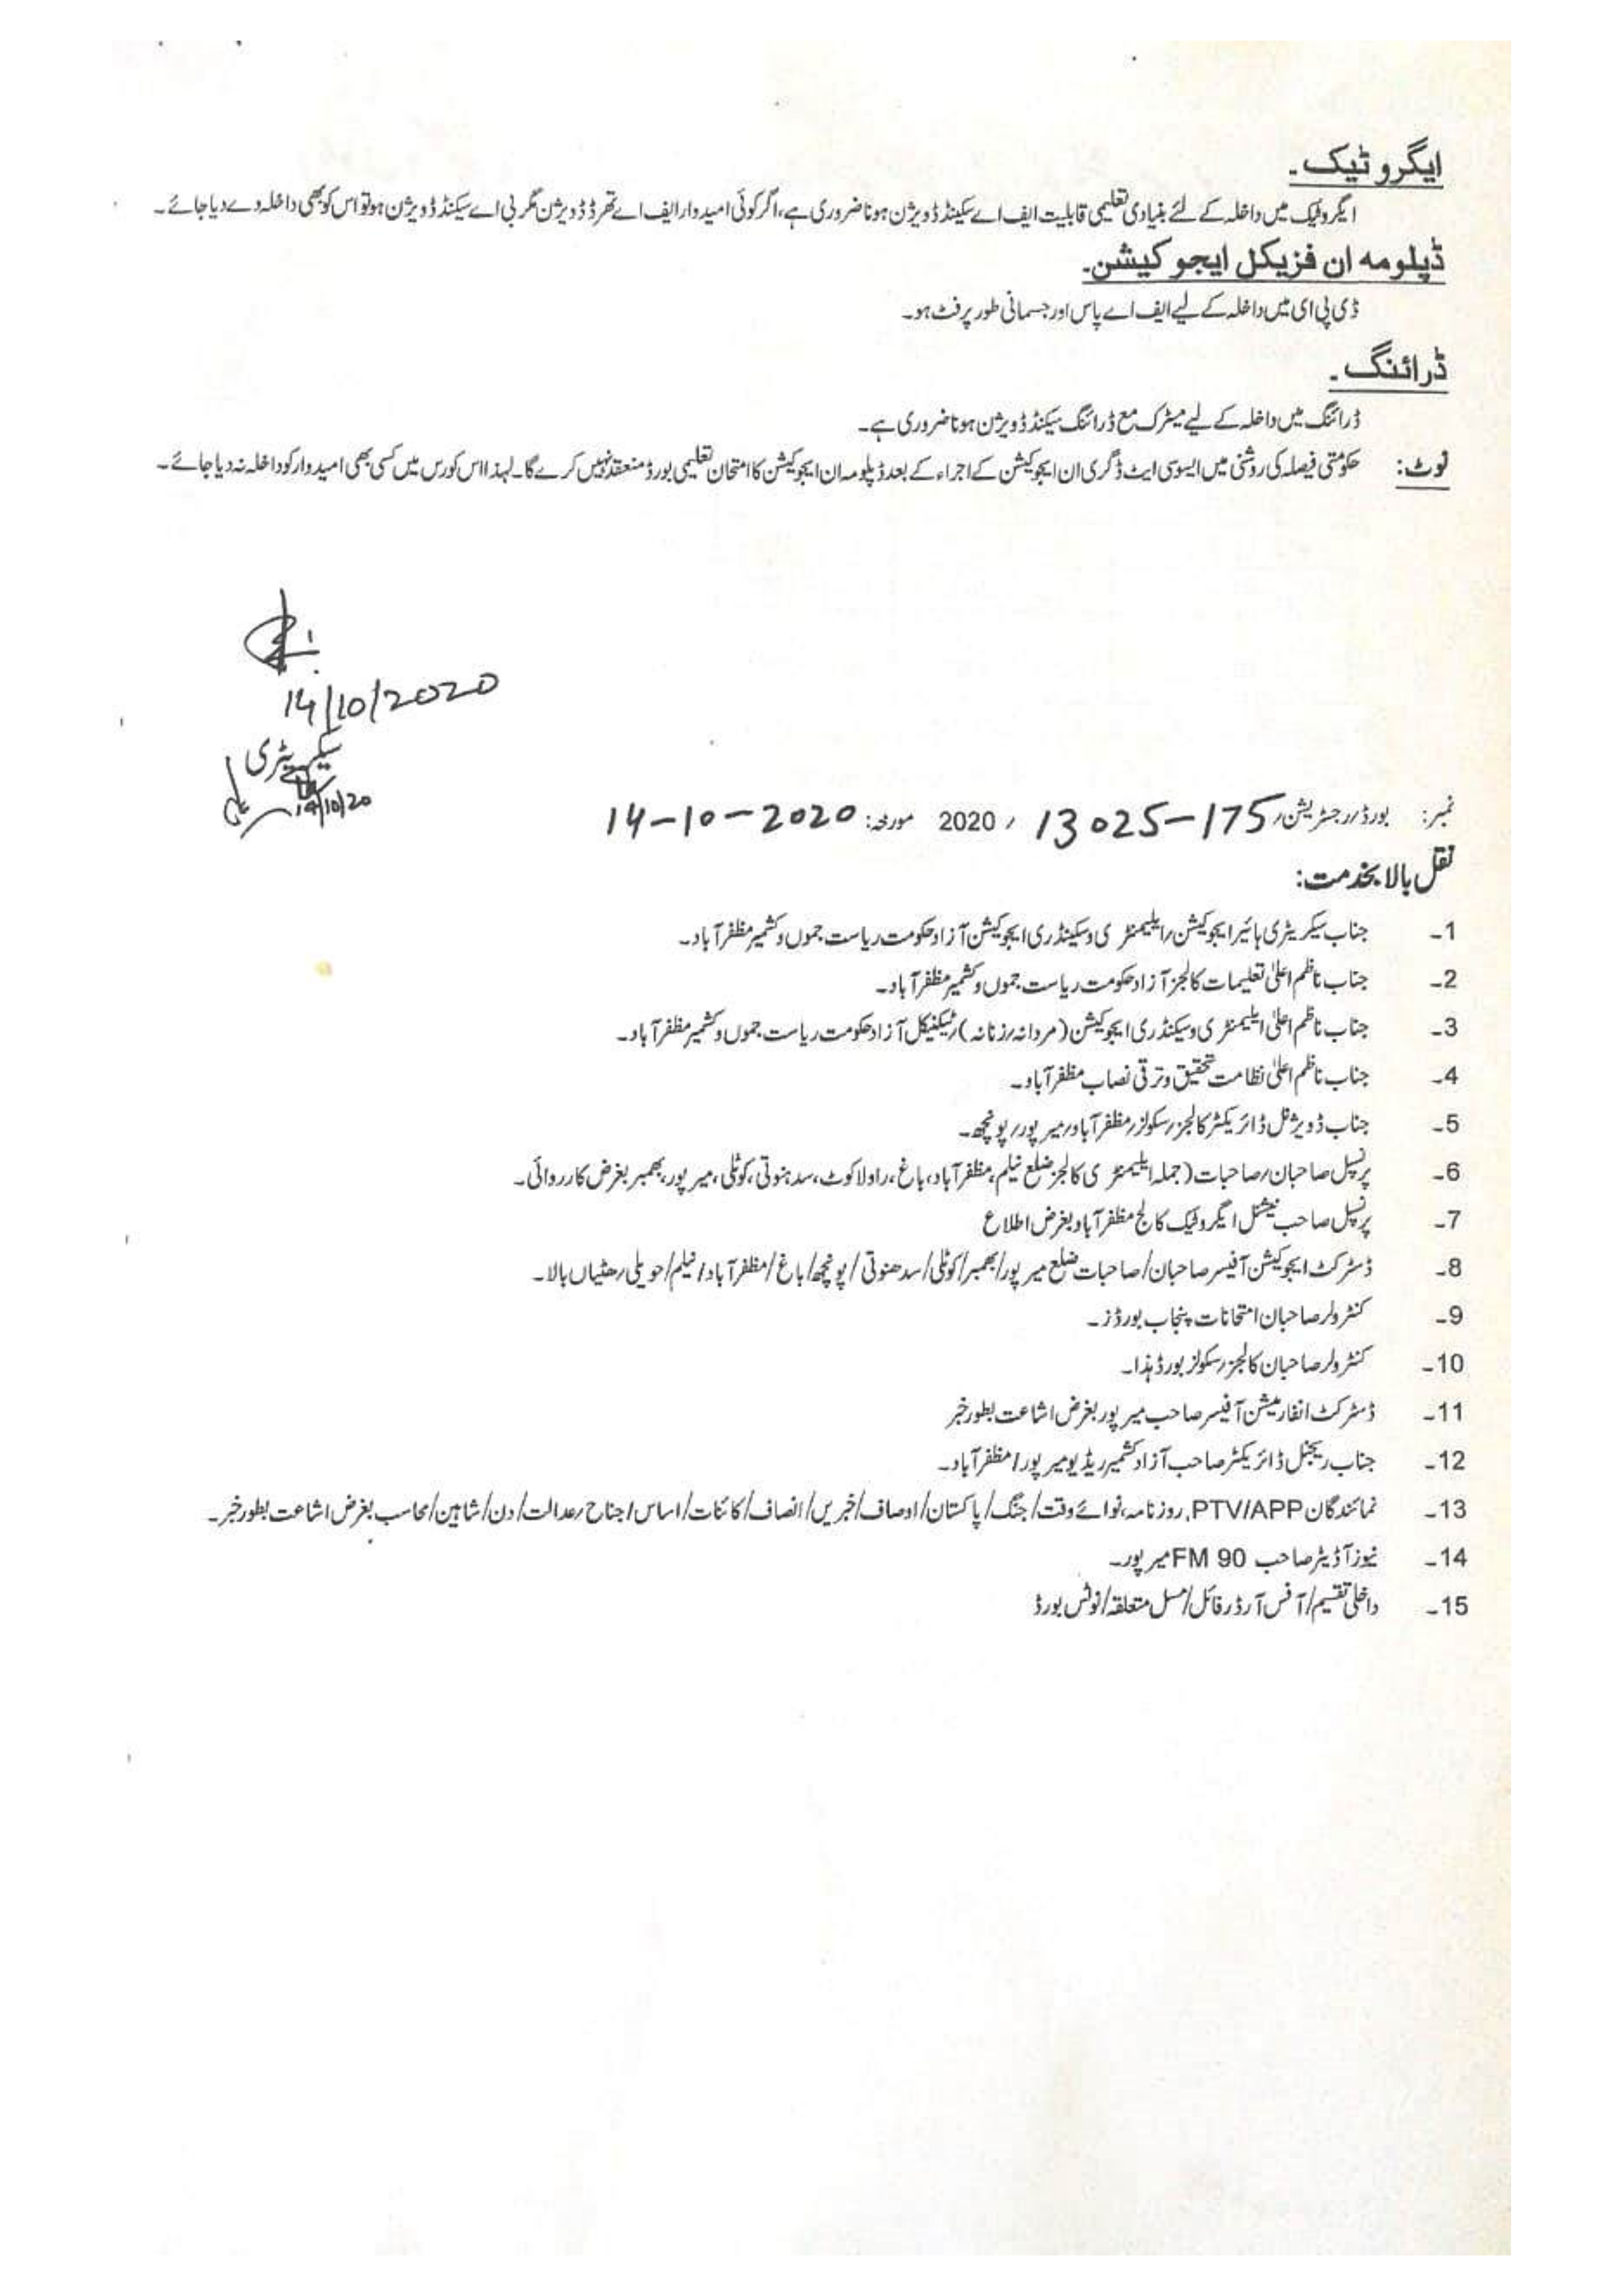 ایگروٹیک۔
ایگروٹیک میں داخلہ کے لئے بنیادی تعلیمی قابلیت ایف اے سیکنڈ ڈویژن ہونا ضروری ہے، اگر کوئی امیدوار ایف اے تھرڈ ڈویژن مگر بی اے سیکنڈ ڈویژن ہو تو اس کو بھی داخلہ دے دیا جائے۔
ڈپلومہ ان فزیکل ایجوکیشن۔
ڈی پی ای میں داخلہ کے لیے ایف اے پاس اور جسمانی طور پر فٹ ہو۔
ڈرائنگ۔
ڈرائنگ میں داخلہ کے لیے میٹرک مع ڈرائنگ سیکنڈ ڈویژن ہونا ضروری ہے۔
نوٹ: حکومتی فیصلہ کی روشنی میں ایسوسی ایٹ ڈگری ان ایجوکیشن کے اجراء کے بعد ڈپلومہ ان ایجوکیشن کا امتحان تعلیمی بورڈ منعقد نہیں کرے گا۔ لہذا اس کورس میں کسی بھی امیدوار کو داخلہ نہ دیا جائے۔
14/10/2020
سیکریٹری
14/10/20
نمبر: بورڈ/رجسٹریشن/ 13025-175 / 2020 مورخہ: 14-10-2020
نقل بالا بخدمت:
1۔ جناب سیکریٹری ہائیر ایجوکیشن/ایلیمنٹری و سکینڈری ایجوکیشن آزاد حکومت ریاست جموں و کشمیر مظفرآباد۔
2۔ جناب ناظم اعلیٰ تعلیمات کالجز آزاد حکومت ریاست جموں و کشمیر مظفرآباد۔
3۔ جناب ناظم اعلیٰ ایلیمنٹری و سیکنڈری ایجوکیشن (مردانہ/زنانہ)/ٹیکنیکل آزاد حکومت ریاست جموں و کشمیر مظفرآباد۔
4۔ جناب ناظم اعلیٰ نظامت تحقیق و ترقی نصاب مظفرآباد۔
5۔ جناب ڈویژنل ڈائریکٹر کالجز/سکولز/مظفرآباد/میرپور/پونچھ۔
6۔ پرنسپل صاحبان/صاحبات (جملہ ایلیمنٹری کالجز ضلع نیلم، مظفرآباد، باغ، راولاکوٹ، سدہنوتی، کوٹلی، میرپور، بھمبر بغرض کارروائی۔
7۔ پرنسپل صاحب نیشنل ایگروٹیک کالج مظفرآباد بغرض اطلاع
8۔ ڈسٹرکٹ ایجوکیشن آفیسر صاحبان/صاحبات ضلع میرپور/بھمبر/کوٹلی/سدھنوتی/پونچھ/باغ/مظفرآباد/نیلم/حویلی/ھٹیاں بالا۔
9۔ کنٹرولر صاحبان امتحانات پنجاب بورڈز۔
10۔ کنٹرولر صاحبان کالجز/سکولز بورڈ ہذا۔
11۔ ڈسٹرکٹ انفارمیشن آفیسر صاحب میرپور بغرض اشاعت بطور خبر
12۔ جناب ریجنل ڈائریکٹر صاحب آزاد کشمیر ریڈیو میرپور/مظفرآباد۔
13۔ نمائندگان PTV/APP، روزنامہ، نوائے وقت/جنگ/پاکستان/اوصاف/خبریں/انصاف/کائنات/اساس/جناح/عدالت/دن/شاہین/محاسب بغرض اشاعت بطور خبر۔
14۔ نیوز آڈیٹر صاحب FM 90 میرپور۔
15۔ داخلی تقسیم/آفس آرڈر فائل/مسل متعلقہ/نوٹس بورڈ